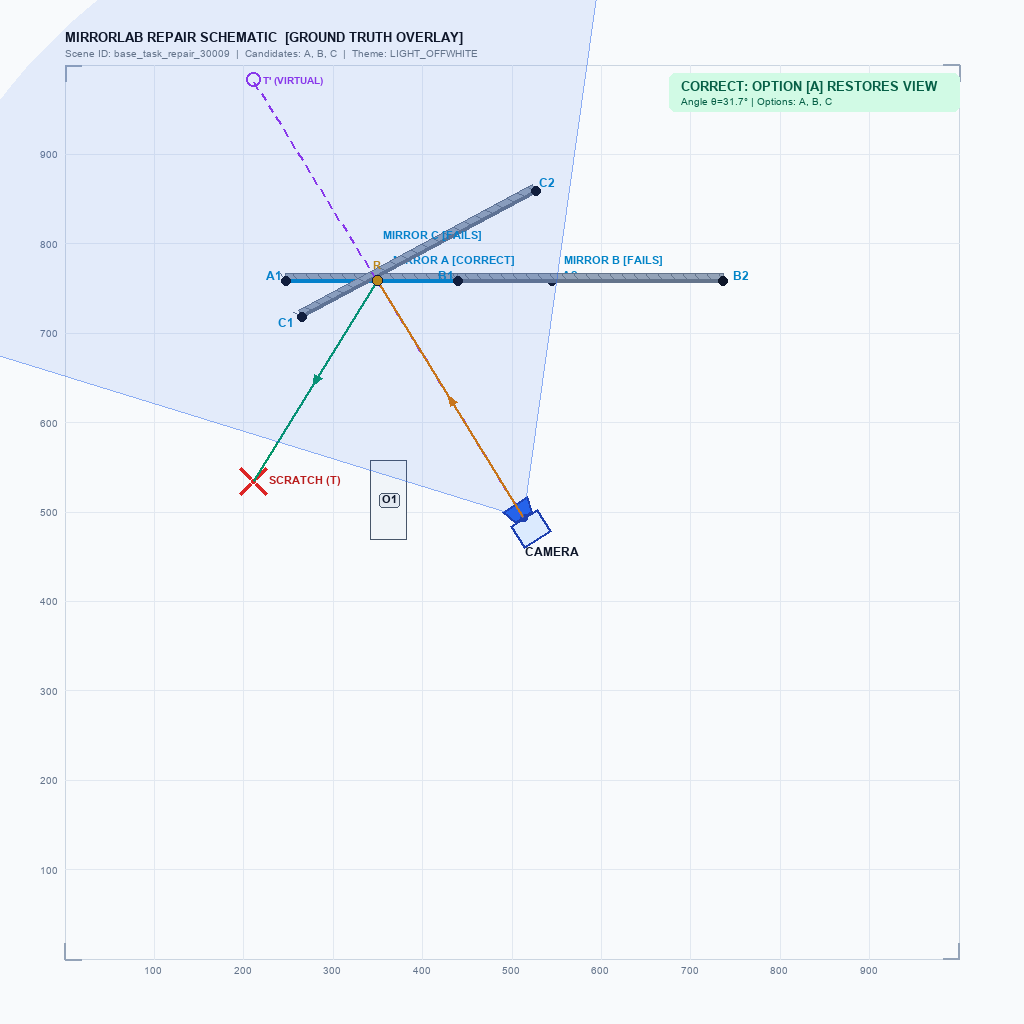 MIRRORLAB REPAIR SCHEMATIC [GROUND TRUTH OVERLAY]
Scene ID: base_task_repair_30009 | Candidates: A, B, C | Theme: LIGHT_OFFWHITE
T' (VIRTUAL)
CORRECT: OPTION [A] RESTORES VIEW
Angle θ=31.7° | Options: A, B, C
900
C2
800
MIRROR C [FAILS]
R
MIRROR A [CORRECT]
MIRROR B [FAILS]
A1
B1
B2
C1
700
600
SCRATCH (T)
O1
500
CAMERA
400
300
200
100
100 200 300 400 500 600 700 800 900